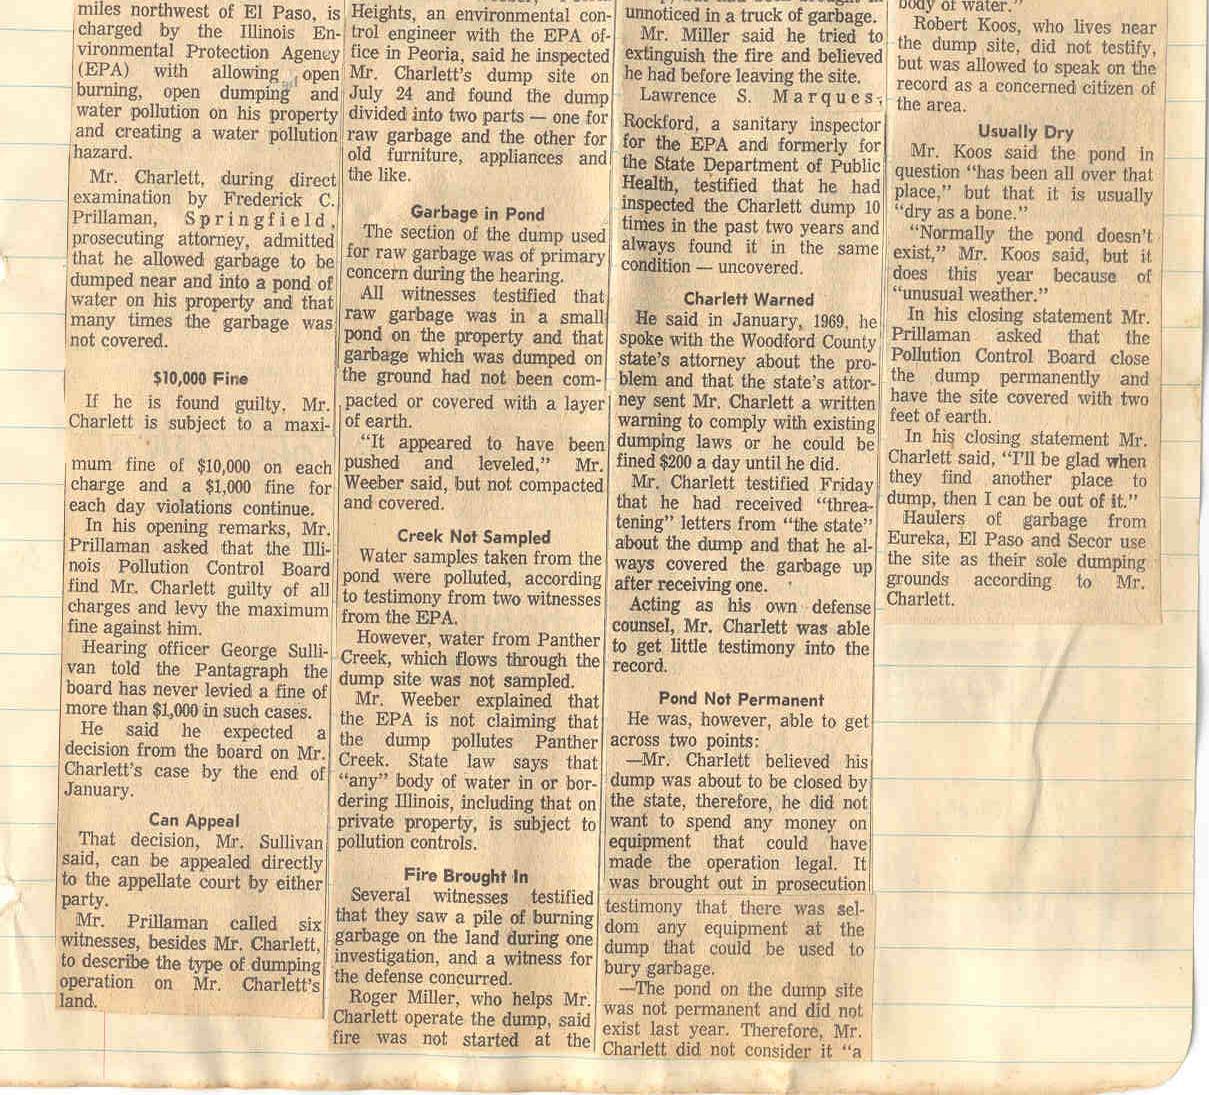 miles northwest of El Paso, is
charged by the Illinois En-
vironmental Protection Agency
(EPA) with allowing open
burning, open dumping and
water pollution on his property
and creating a water pollution
hazard.
Mr. Charlett, during direct
examination by Frederick C.
Prillaman, Springfield,
prosecuting attorney, admitted
that he allowed garbage to be
dumped near and into a pond of
water on his property and that
many times the garbage was
not covered.
$10,000 Fine
If he is found guilty, Mr.
Charlett is subject to a maxi-
mum fine of $10,000 on each
charge and a $1,000 fine for
each day violations continue.
In his opening remarks, Mr.
Prillaman asked that the Illi-
nois Pollution Control Board
find Mr. Charlett guilty of all
charges and levy the maximum
fine against him.
Hearing officer George Sulli-
van told the Pantagraph the
board has never levied a fine of
more than $1,000 in such cases.
He said he expected a
decision from the board on Mr.
Charlett's case by the end of
January.
Can Appeal
That decision, Mr. Sullivan
said, can be appealed directly
to the appellate court by either
party.
Mr. Prillaman called six
witnesses, besides Mr. Charlett,
to describe the type of dumping
operation on Mr. Charlett's
land.
Heights, an environmental con-
trol engineer with the EPA of-
fice in Peoria, said he inspected
Mr. Charlett's dump site on
July 24 and found the dump
divided into two parts — one for
raw garbage and the other for
old furniture, appliances and
the like.
Garbage in Pond
The section of the dump used
for raw garbage was of primary
concern during the hearing.
All witnesses testified that
raw garbage was in a small
pond on the property and that
garbage which was dumped on
the ground had not been com-
pacted or covered with a layer
of earth.
"It appeared to have been
pushed and leveled," Mr.
Weeber said, but not compacted
and covered.
Creek Not Sampled
Water samples taken from the
pond were polluted, according
to testimony from two witnesses
from the EPA.
However, water from Panther
Creek, which flows through the
dump site was not sampled.
Mr. Weeber explained that
the EPA is not claiming that
the dump pollutes Panther
Creek. State law says that
"any" body of water in or bor-
dering Illinois, including that on
private property, is subject to
pollution controls.
Fire Brought In
Several witnesses testified
that they saw a pile of burning
garbage on the land during one
investigation, and a witness for
the defense concurred.
Roger Miller, who helps Mr.
Charlett operate the dump, said
fire was not started at the
unnoticed in a truck of garbage.
Mr. Miller said he tried to
extinguish the fire and believed
he had before leaving the site.
Lawrence S. Marques,
Rockford, a sanitary inspector
for the EPA and formerly for
the State Department of Public
Health, testified that he had
inspected the Charlett dump 10
times in the past two years and
always found it in the same
condition — uncovered.
Charlett Warned
He said in January, 1969, he
spoke with the Woodford County
state's attorney about the pro-
blem and that the state's attor-
ney sent Mr. Charlett a written
warning to comply with existing
dumping laws or he could be
fined $200 a day until he did.
Mr. Charlett testified Friday
that he had received "threa-
tening" letters from "the state"
about the dump and that he al-
ways covered the garbage up
after receiving one.
Acting as his own defense
counsel, Mr. Charlett was able
to get little testimony into the
record.
Pond Not Permanent
He was, however, able to get
across two points:
—Mr. Charlett believed his
dump was about to be closed by
the state, therefore, he did not
want to spend any money on
equipment that could have
made the operation legal. It
was brought out in prosecution
testimony that there was sel-
dom any equipment at the
dump that could be used to
bury garbage.
—The pond on the dump site
was not permanent and did not
exist last year. Therefore, Mr.
Charlett did not consider it "a
body of water."
Robert Koos, who lives near
the dump site, did not testify,
but was allowed to speak on the
record as a concerned citizen of
the area.
Usually Dry
Mr. Koos said the pond in
question "has been all over that
place," but that it is usually
"dry as a bone."
"Normally the pond doesn't
exist," Mr. Koos said, but it
does this year because of
"unusual weather."
In his closing statement Mr.
Prillaman asked that the
Pollution Control Board close
the dump permanently and
have the site covered with two
feet of earth.
In his closing statement Mr.
Charlett said, "I'll be glad when
they find another place to
dump, then I can be out of it."
Haulers of garbage from
Eureka, El Paso and Secor use
the site as their sole dumping
grounds according to Mr.
Charlett.